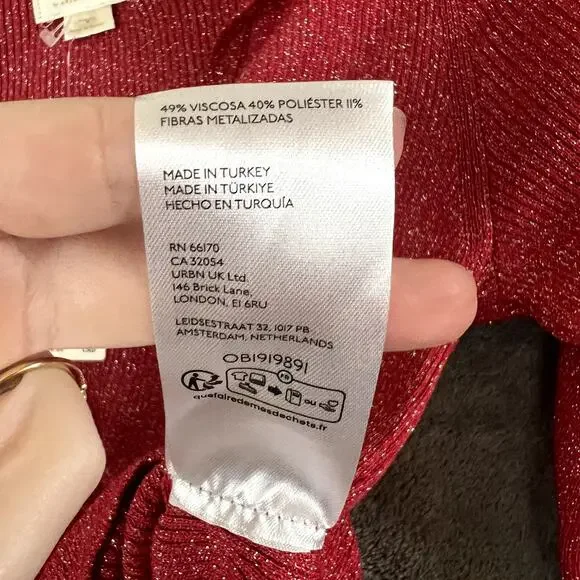 49% VISCOSA 40% POLIÉSTER 11%
FIBRAS METALIZADAS
MADE IN TURKEY
MADE IN TÜRKIYE
HECHO EN TURQUÍA
RN 66170
CA 32054
URBN UK Ltd.
146 Brick Lane,
LONDON, E1 6RU
LEIDSESTRAAT 32, 1017 PB
AMSTERDAM, NETHERLANDS
OB1919891
FR
OU
quefairedemesdechets.fr